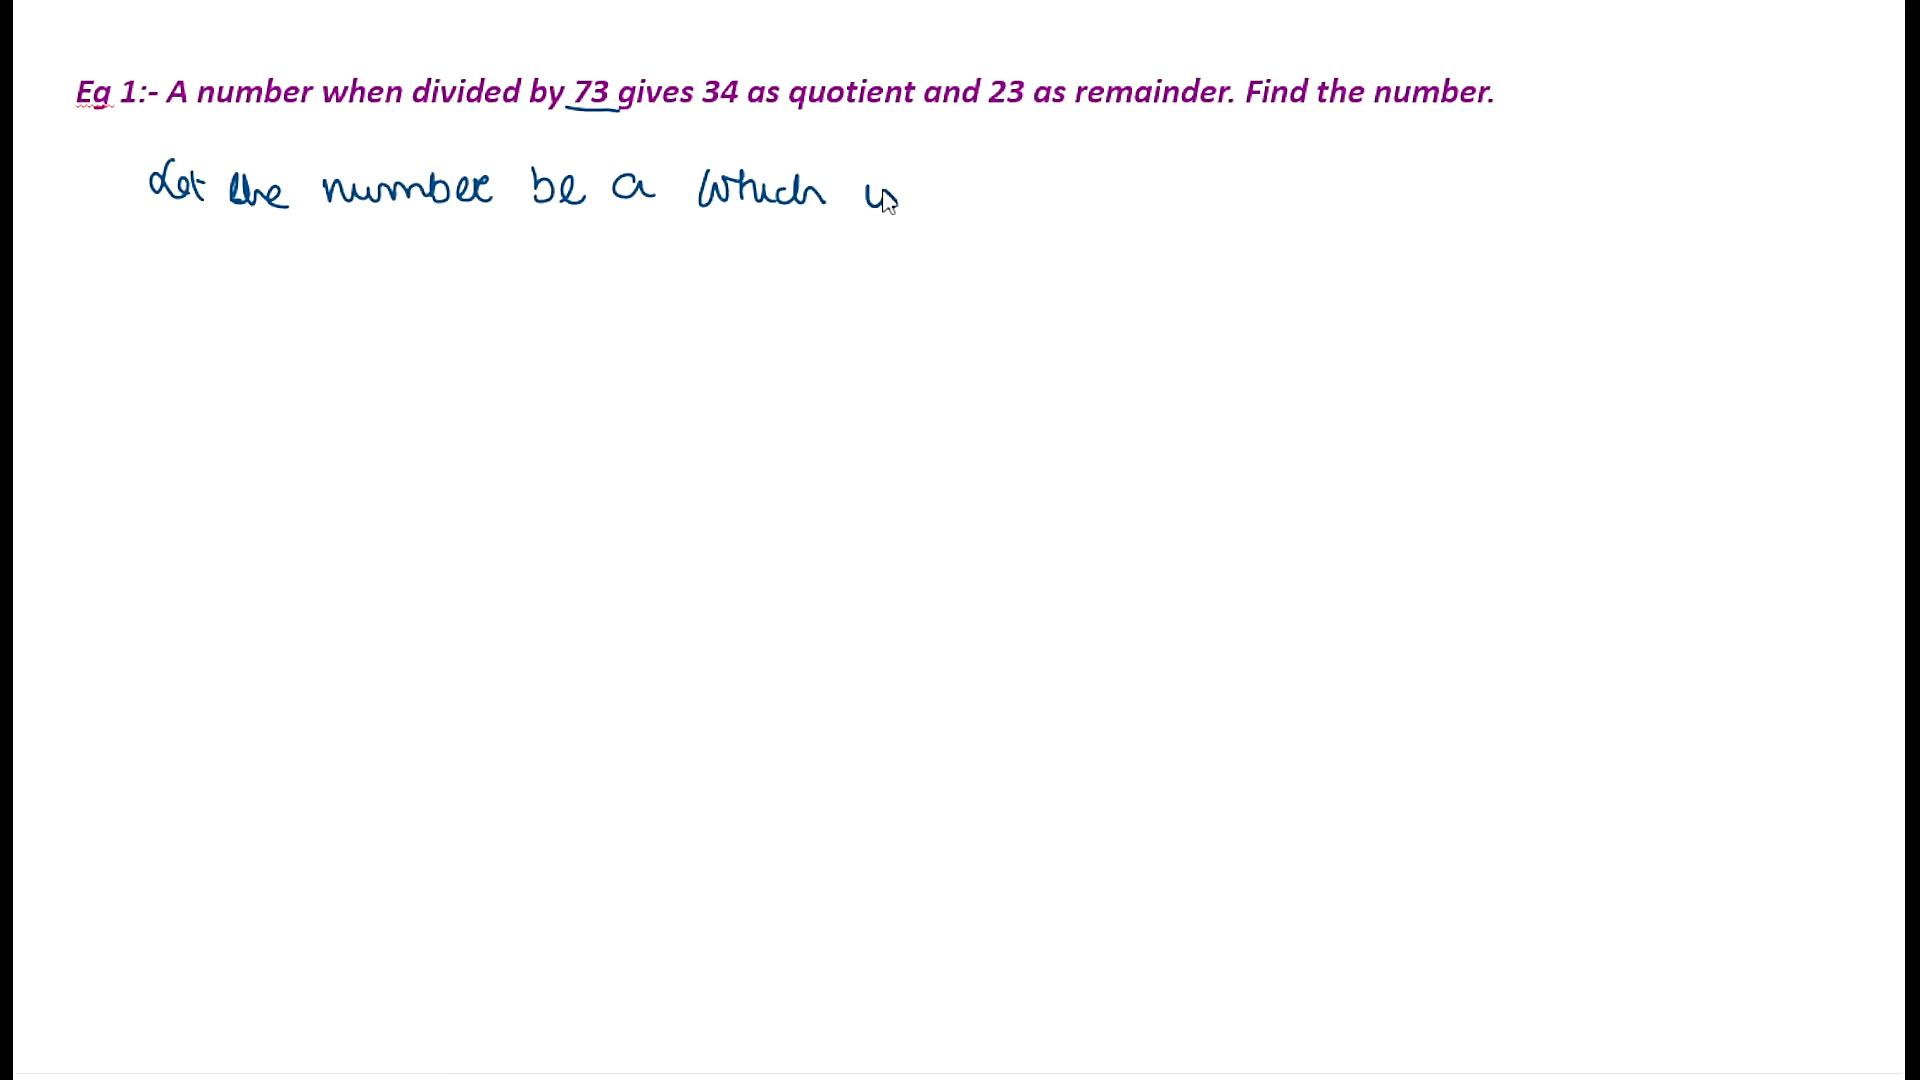 Eg 1:- A number when divided by 73 gives 34 as quotient and 23 as remainder. Find the number.
Let the number be a which is